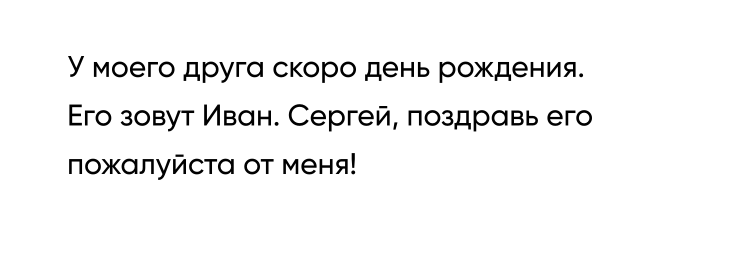 У моего друга скоро день рождения.
Его зовут Иван. Сергей, поздравь его
пожалуйста от меня!